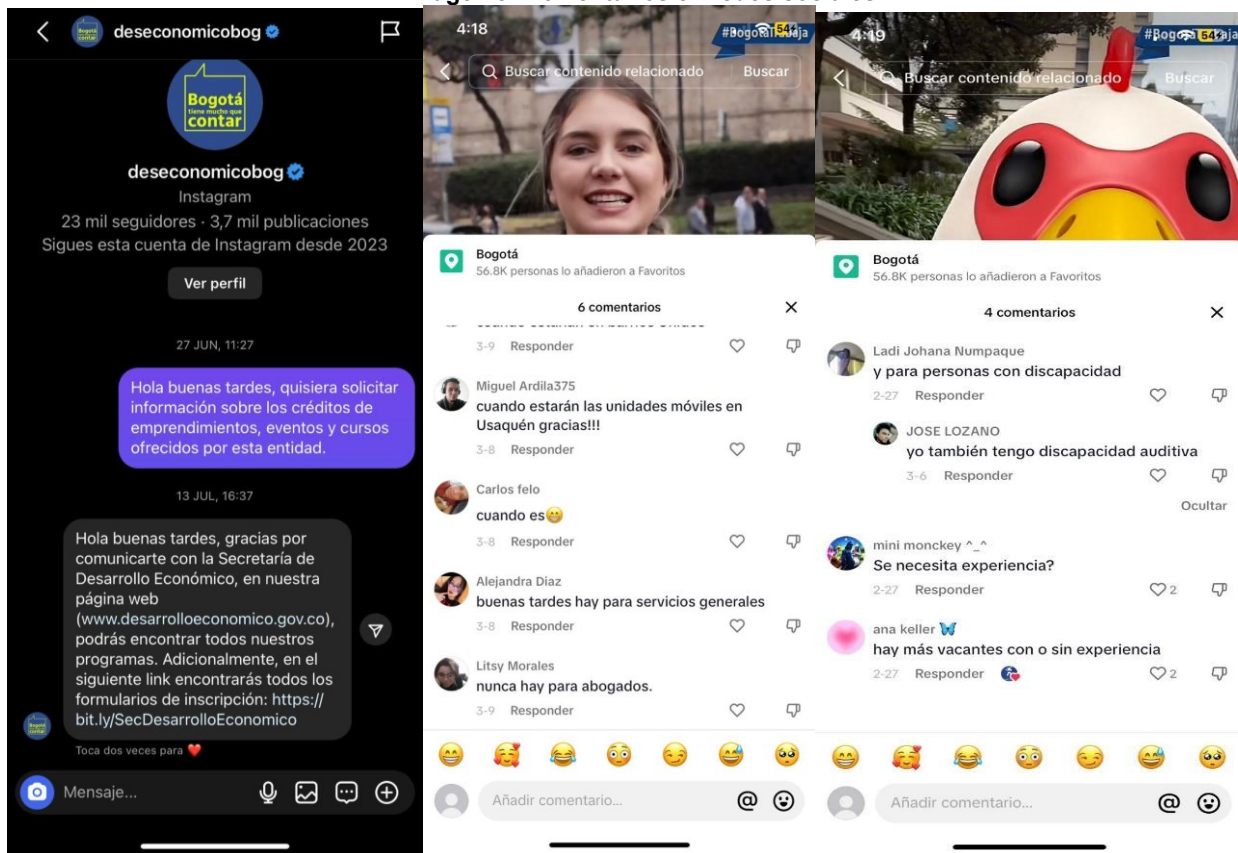 deseconomicobog
Bogotá
tiene mucho que
contar
deseconomicobog
Instagram
23 mil seguidores · 3,7 mil publicaciones
Sigues esta cuenta de Instagram desde 2023
Ver perfil
27 JUN, 11:27
Hola buenas tardes, quisiera solicitar
información sobre los créditos de
emprendimientos, eventos y cursos
ofrecidos por esta entidad.
13 JUL, 16:37
Hola buenas tardes, gracias por
comunicarte con la Secretaría de
Desarrollo Económico, en nuestra
página web
(www.desarrolloeconomico.gov.co),
podrás encontrar todos nuestros
programas. Adicionalmente, en el
siguiente link encontrarás todos los
formularios de inscripción: https://
bit.ly/SecDesarrolloEconomico
Toca dos veces para ❤️
Mensaje...
4:18
54
Buscar contenido relacionado
Buscar
Bogotá
56.8K personas lo añadieron a Favoritos
6 comentarios
3-9 Responder
Miguel Ardila375
cuando estarán las unidades móviles en
Usaquén gracias!!!
3-8 Responder
Carlos felo
cuando es😁
3-8 Responder
Alejandra Diaz
buenas tardes hay para servicios generales
3-8 Responder
Litsy Morales
nunca hay para abogados.
3-9 Responder
Añadir comentario...
4:19
54
Buscar contenido relacionado
Buscar
Bogotá
56.8K personas lo añadieron a Favoritos
4 comentarios
Ladi Johana Numpaque
y para personas con discapacidad
2-27 Responder
JOSE LOZANO
yo también tengo discapacidad auditiva
3-6 Responder
Ocultar
mini monckey ^_^
Se necesita experiencia?
2-27 Responder 2
ana keller 🦋
hay más vacantes con o sin experiencia
2-27 Responder 2
Añadir comentario...